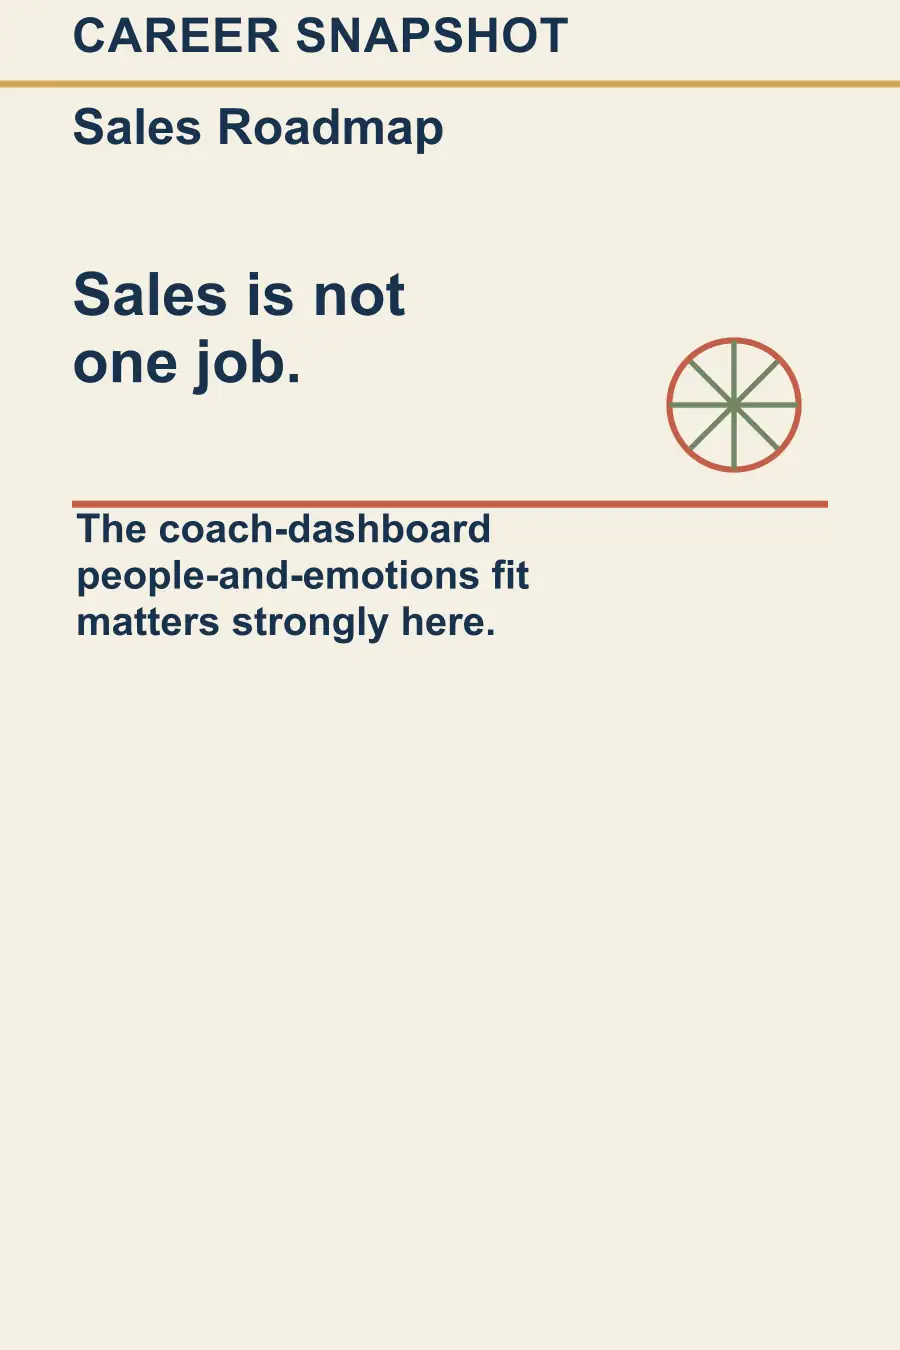 CAREER SNAPSHOT
Sales Roadmap
Sales is not
one job.
The coach-dashboard
people-and-emotions fit
matters strongly here.